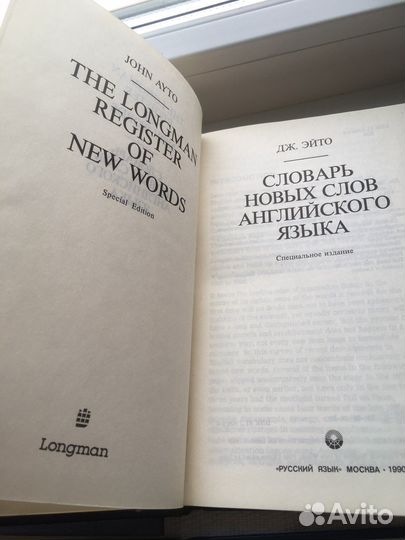 JOHN AYTO
THE LONGMAN
REGISTER
OF
NEW WORDS
Special Edition
Longman
ДЖ. ЭЙТО
СЛОВАРЬ
НОВЫХ СЛОВ
АНГЛИЙСКОГО
ЯЗЫКА
Специальное издание
«РУССКИЙ ЯЗЫК» МОСКВА · 1990
Avito